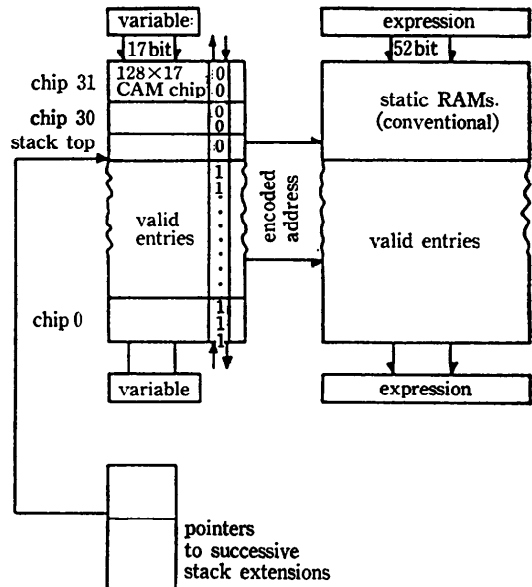 variable:
expression
17bit
52bit
chip 31
128×17
CAM chip
0
0
static RAMs.
(conventional)
chip 30
0
0
stack top
0
1
1
encoded
address
valid
entries
valid entries
chip 0
1
1
1
variable
expression
pointers
to successive
stack extensions